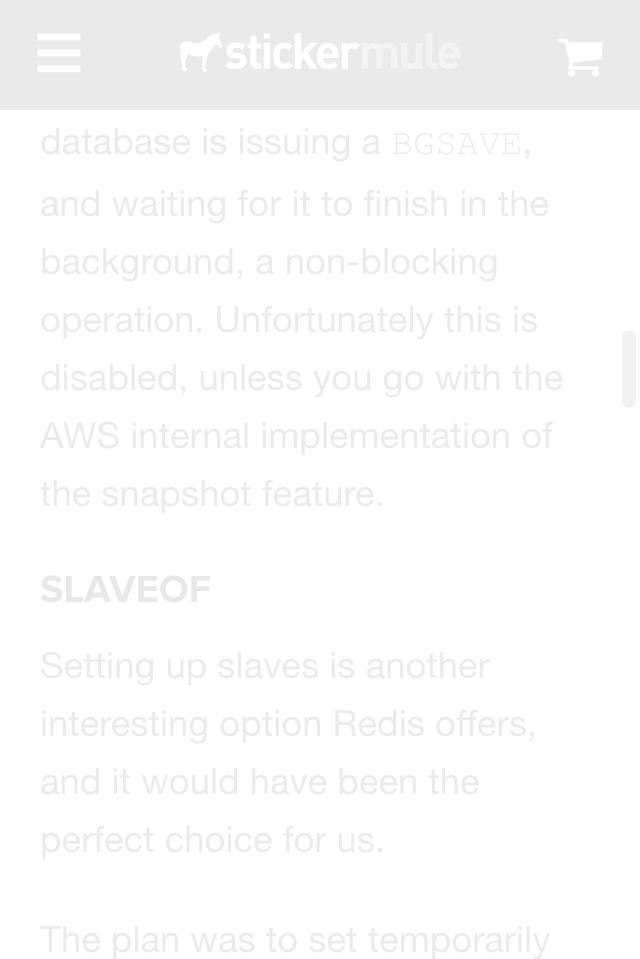 stickermule
database is issuing a BGSAVE,
and waiting for it to finish in the
background, a non-blocking
operation. Unfortunately this is
disabled, unless you go with the
AWS internal implementation of
the snapshot feature.
SLAVEOF
Setting up slaves is another
interesting option Redis offers,
and it would have been the
perfect choice for us.
The plan was to set temporarily